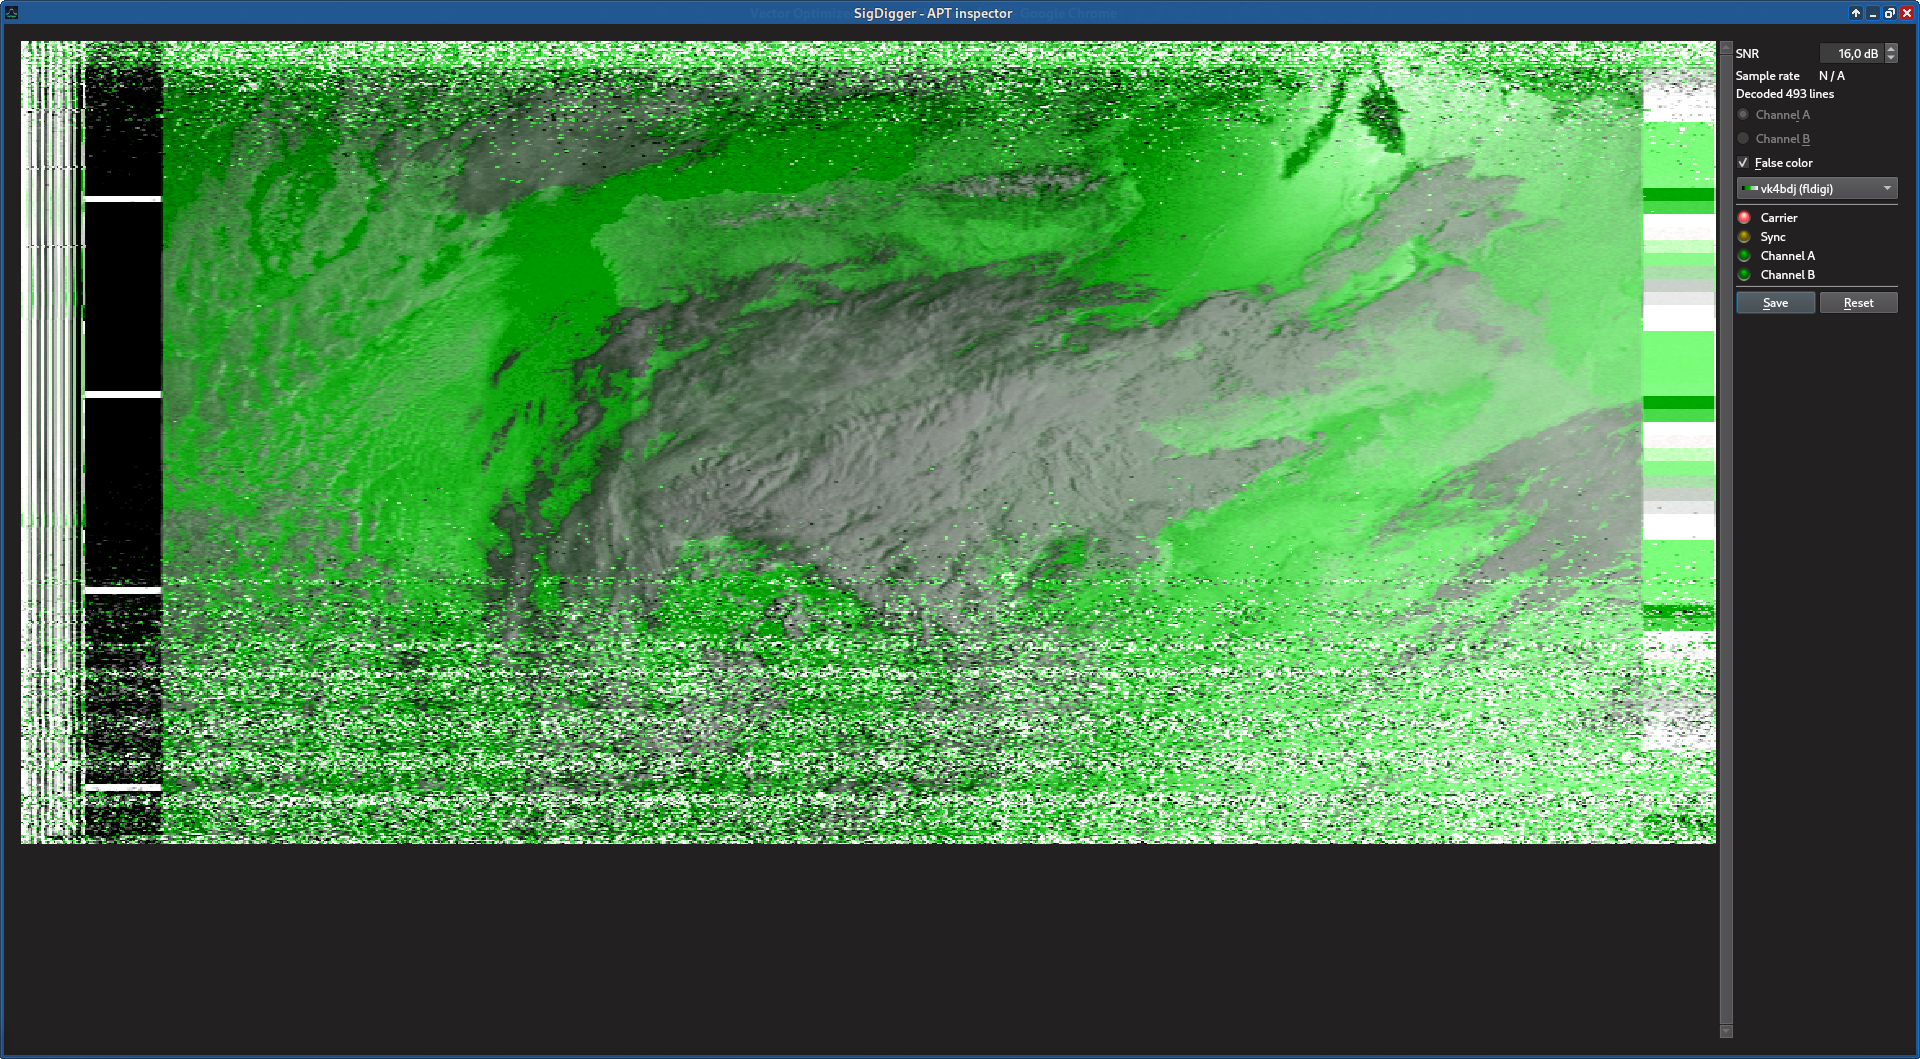 SigDigger - APT inspector
SNR 16,0 dB
Sample rate N / A
Decoded 493 lines
Channel A
Channel B
False color
vk4bdj (fldigi)
Carrier
Sync
Channel A
Channel B
Save Reset